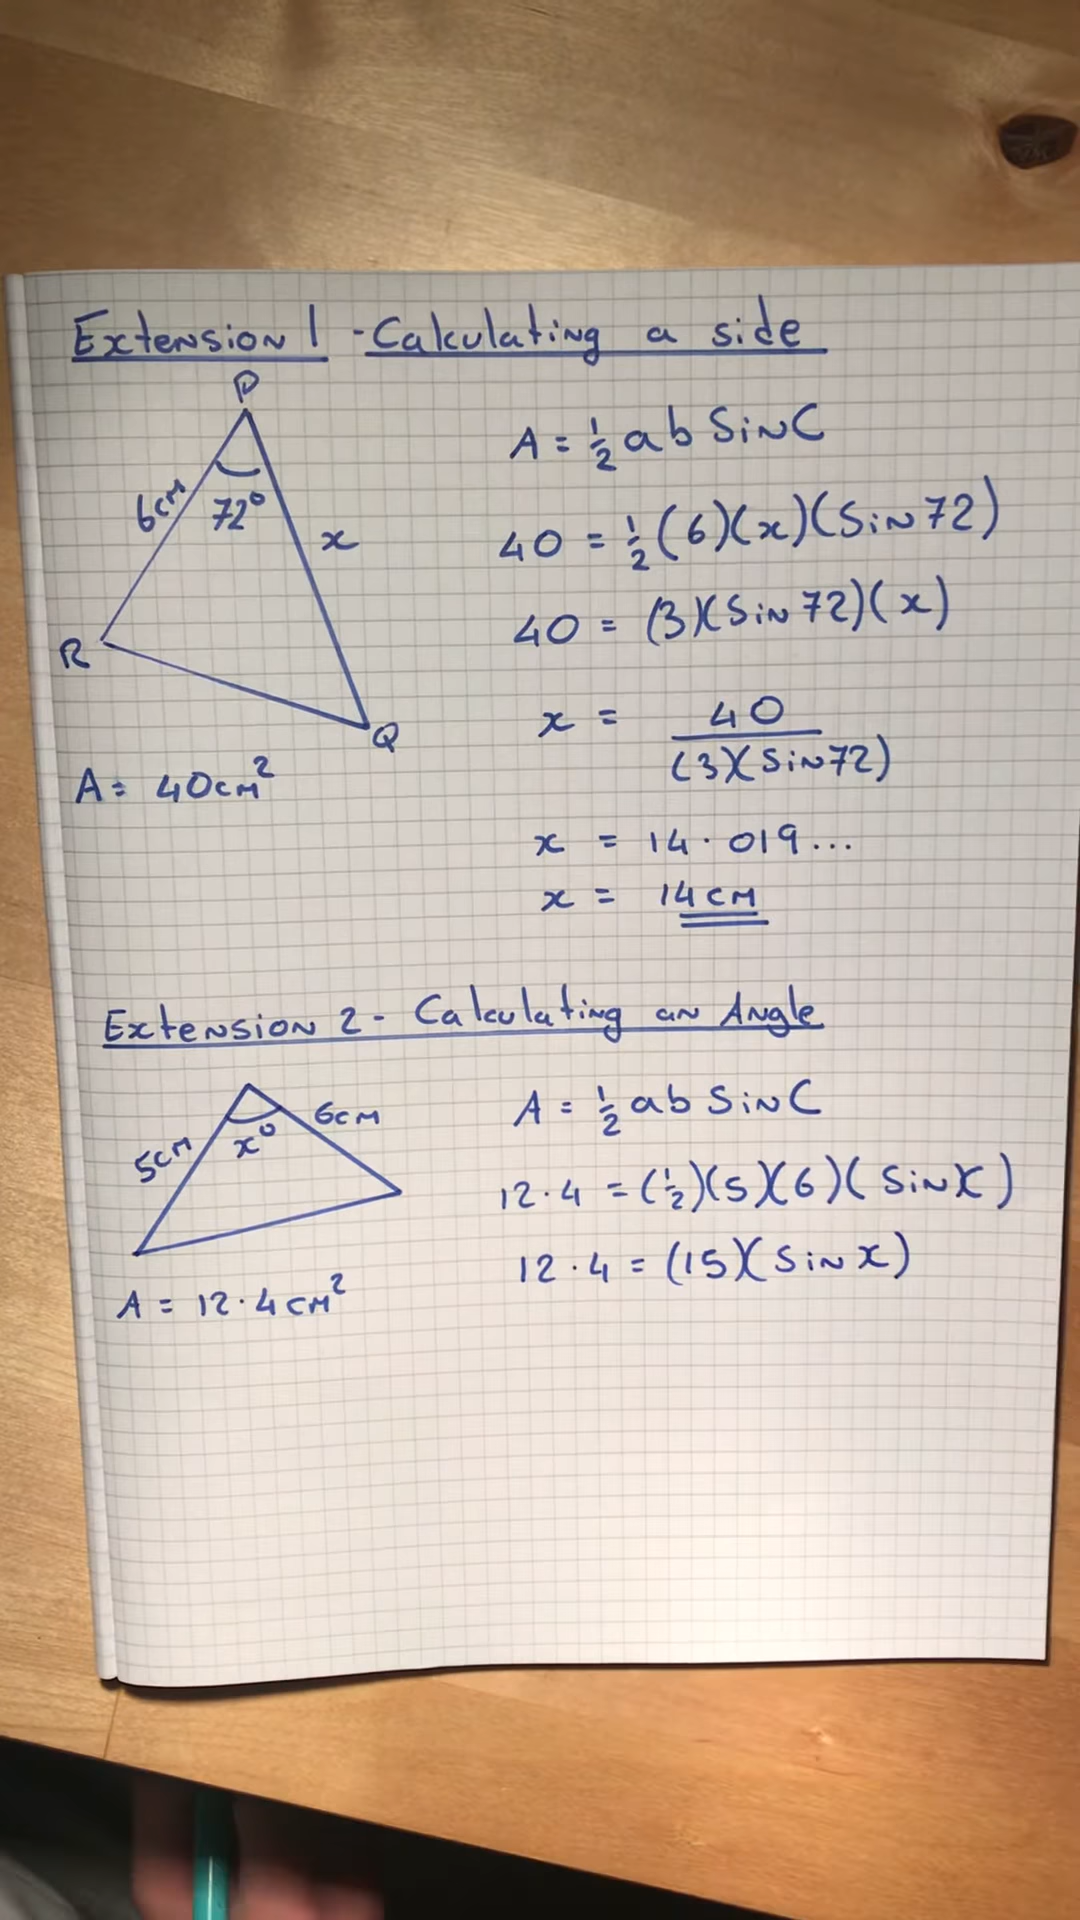 Extension 1 - Calculating a side
P
6cm
72°
x
R
Q
A = 40cm²
A = ½ab SinC
40 = ½(6)(x)(Sin72)
40 = (3)(Sin72)(x)
x = 40
(3)(Sin72)
x = 14.019...
x = 14cm
Extension 2 - Calculating an Angle
5cm
x°
6cm
A = 12.4cm²
A = ½ab SinC
12.4 = (½)(5)(6)(SinX)
12.4 = (15)(Sinx)